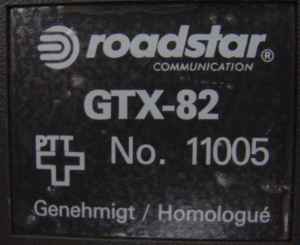 roadstar®
COMMUNICATION
GTX-82
PTT No. 11005
Genehmigt / Homologué